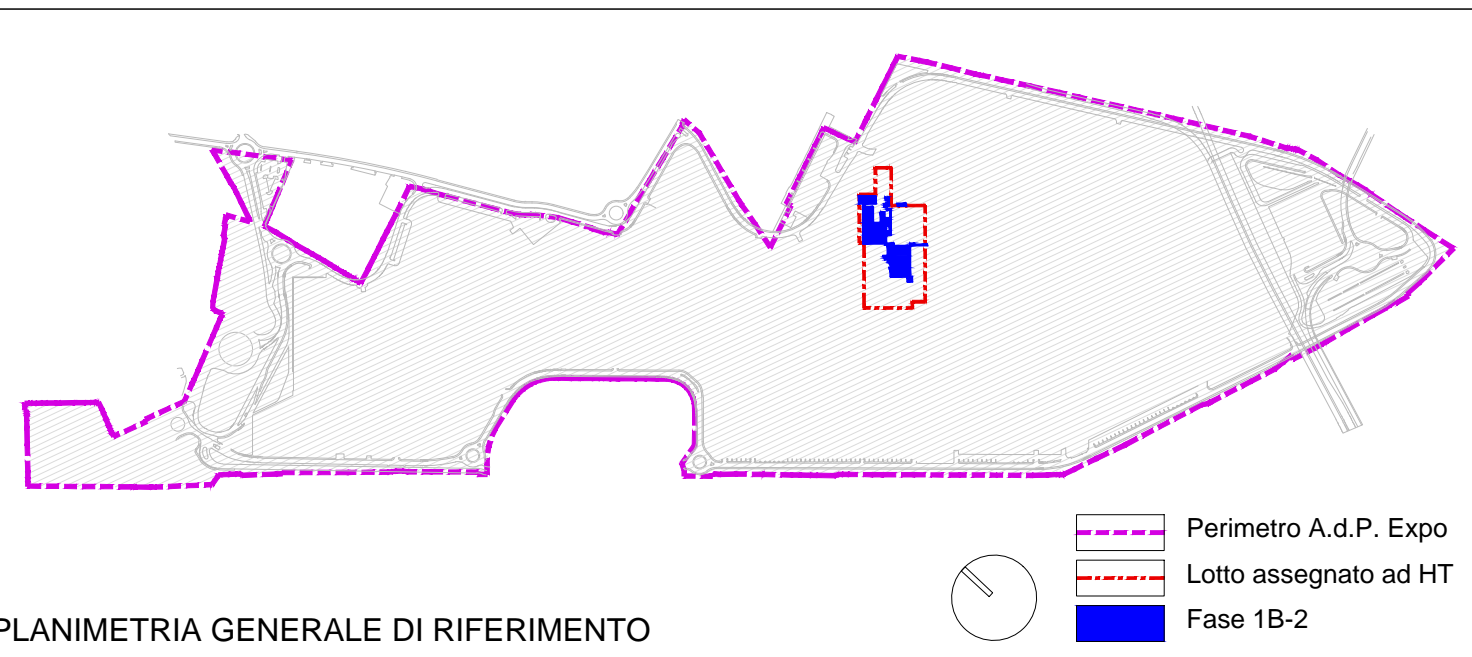 Perimetro A.d.P. Expo
Lotto assegnato ad HT
Fase 1B-2
PLANIMETRIA GENERALE DI RIFERIMENTO